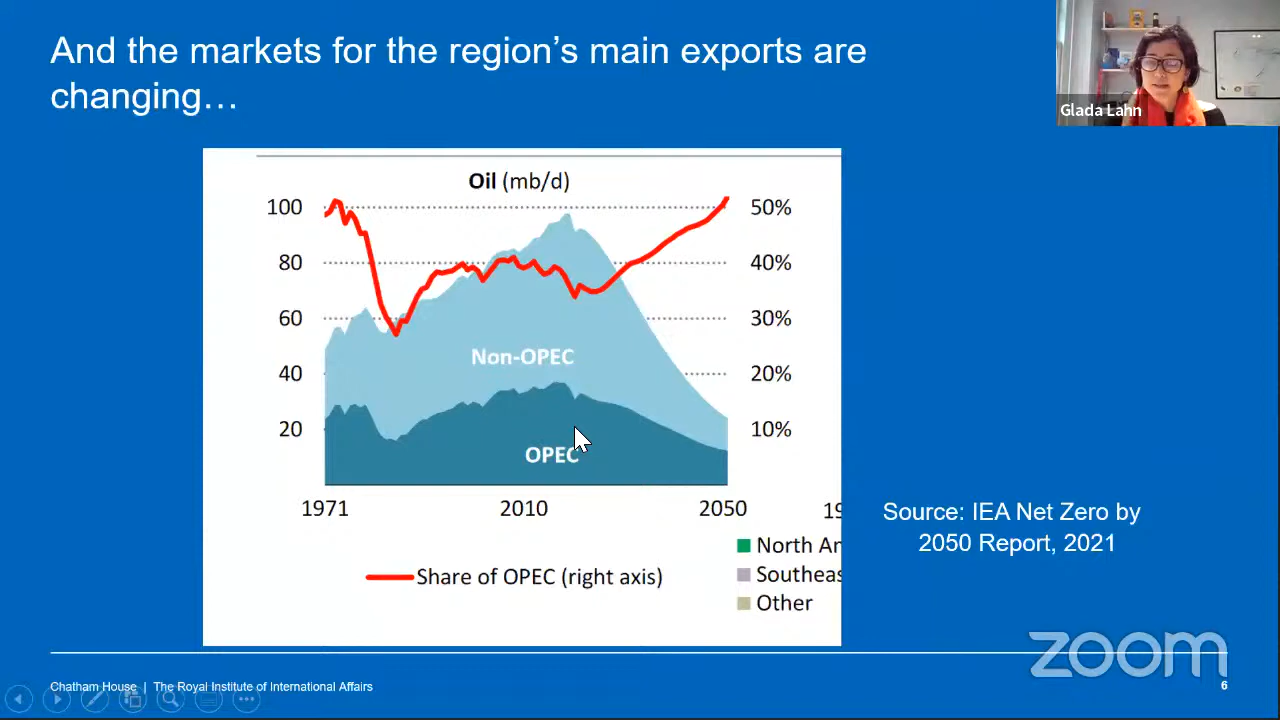 And the markets for the region's main exports are
changing…
Glada Lahn
Oil (mb/d)
100
50%
80
40%
60
30%
Non-OPEC
40
20%
20
10%
OPEC
1971
2010
2050
19
Source: IEA Net Zero by
2050 Report, 2021
North Am
Southeas
Share of OPEC (right axis)
Other
zoom
Chatham House | The Royal Institute of International Affairs
6